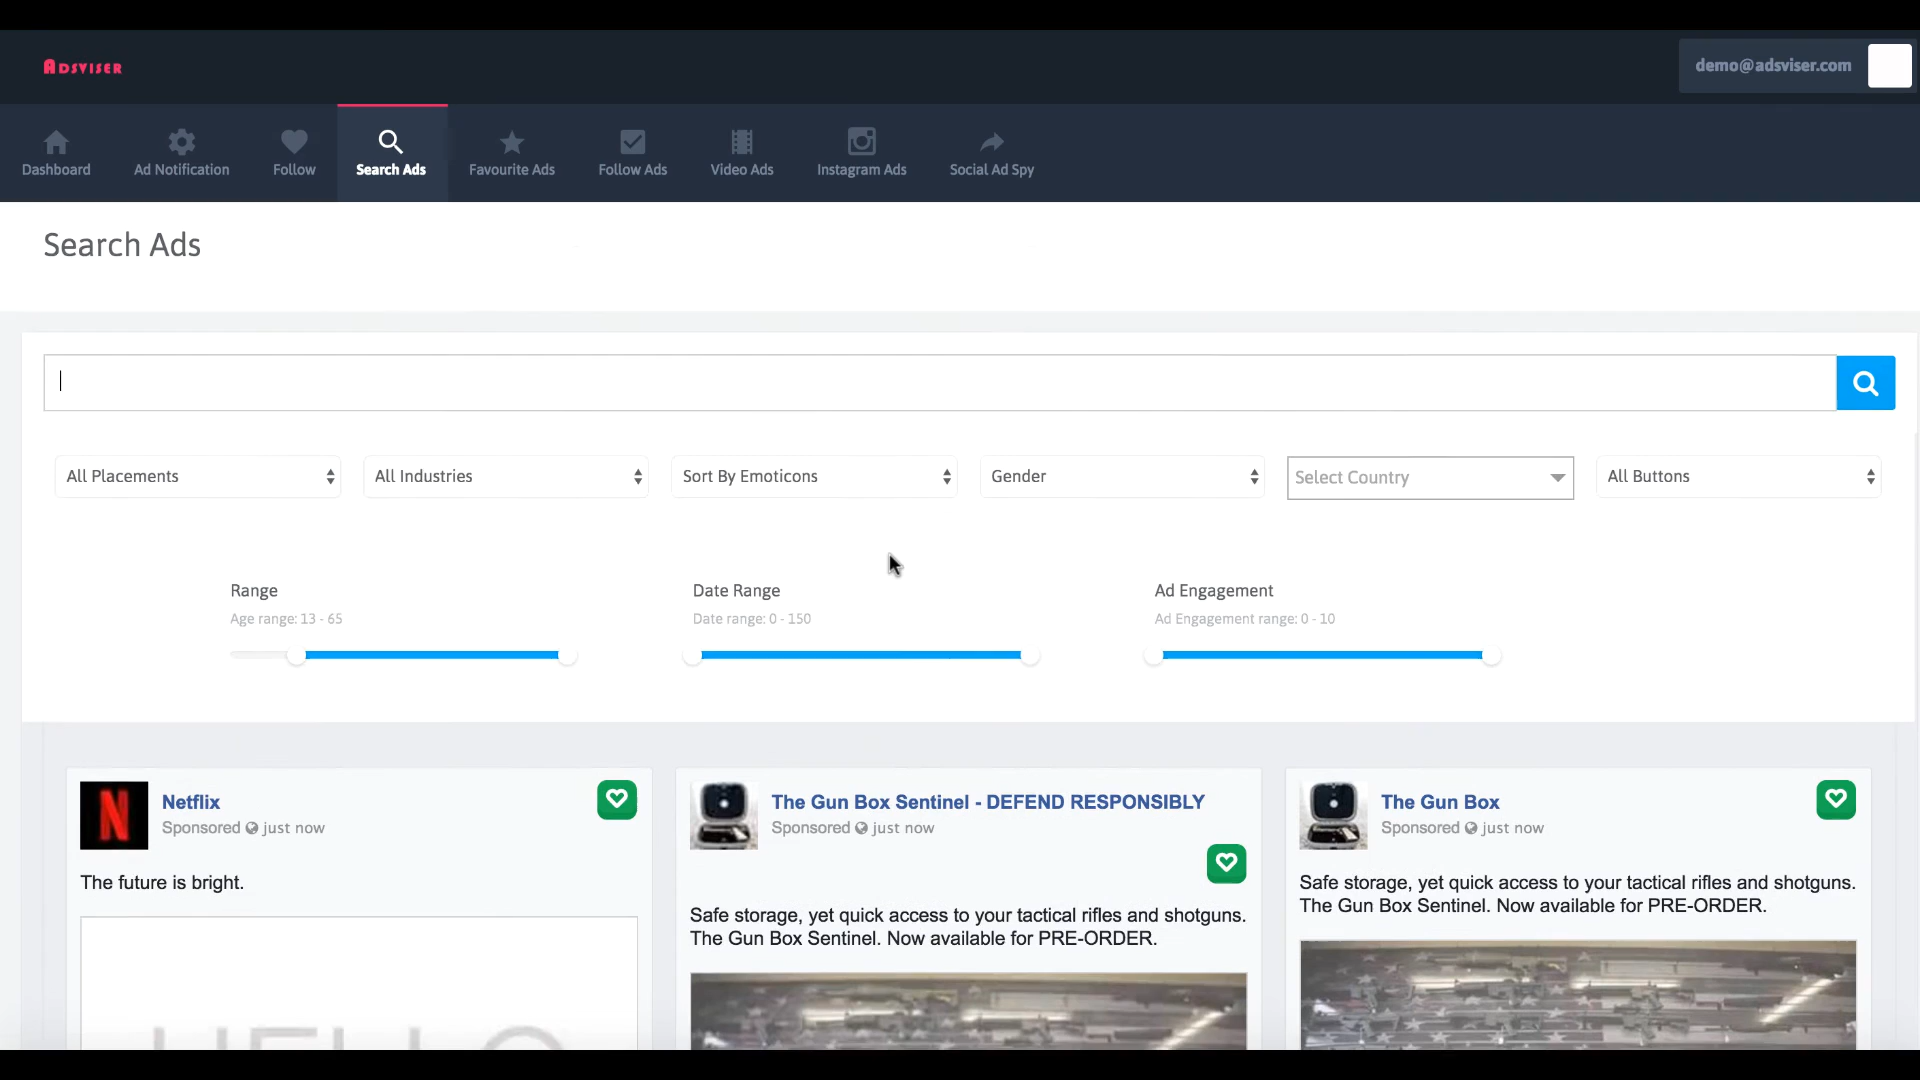 ADSVISER
demo@adsviser.com
Dashboard
Ad Notification
Follow
Search Ads
Favourite Ads
Follow Ads
Video Ads
Instagram Ads
Social Ad Spy
Search Ads
All Placements
All Industries
Sort By Emoticons
Gender
Select Country
All Buttons
Range
Age range: 13 - 65
Date Range
Date range: 0 - 150
Ad Engagement
Ad Engagement range: 0 - 10
N
Netflix
Sponsored just now
The future is bright.
HELLO
The Gun Box Sentinel - DEFEND RESPONSIBLY
Sponsored just now
Safe storage, yet quick access to your tactical rifles and shotguns.
The Gun Box Sentinel. Now available for PRE-ORDER.
The Gun Box
Sponsored just now
Safe storage, yet quick access to your tactical rifles and shotguns.
The Gun Box Sentinel. Now available for PRE-ORDER.